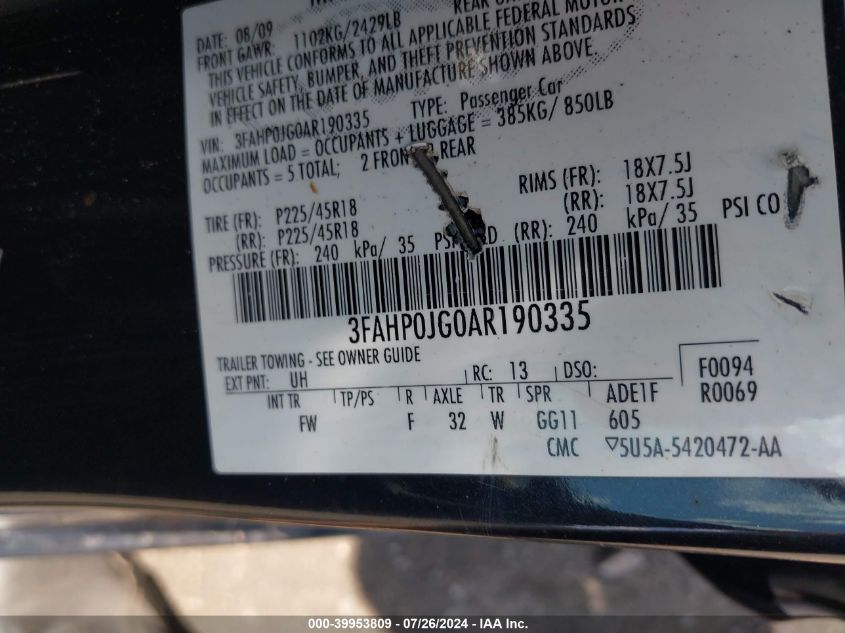 REAR
DATE: 08/09
FRONT GAWR: 1102KG/2429LB
THIS VEHICLE CONFORMS TO ALL APPLICABLE FEDERAL MOTOR
VEHICLE SAFETY, BUMPER, AND THEFT PREVENTION STANDARDS
IN EFFECT ON THE DATE OF MANUFACTURE SHOWN ABOVE.
VIN: 3FAHP0JG0AR190335 TYPE: Passenger Car
MAXIMUM LOAD = OCCUPANTS + LUGGAGE = 385KG/ 850LB
OCCUPANTS = 5 TOTAL; 2 FRONT REAR
TIRE (FR): P225/45R18 RIMS (FR): 18X7.5J
(RR): P225/45R18 (RR): 18X7.5J
PRESSURE (FR): 240 kPa/ 35 (RR): 240 kPa/ 35 PSI CO
3FAHP0JG0AR190335
TRAILER TOWING - SEE OWNER GUIDE
EXT PNT: UH RC: 13 DSO: F0094
INT TR TP/PS R AXLE TR SPR ADE1F R0069
FW F 32 W GG11 605
CMC ▽5U5A-5420472-AA
000-39953809 - 07/26/2024 - IAA Inc.